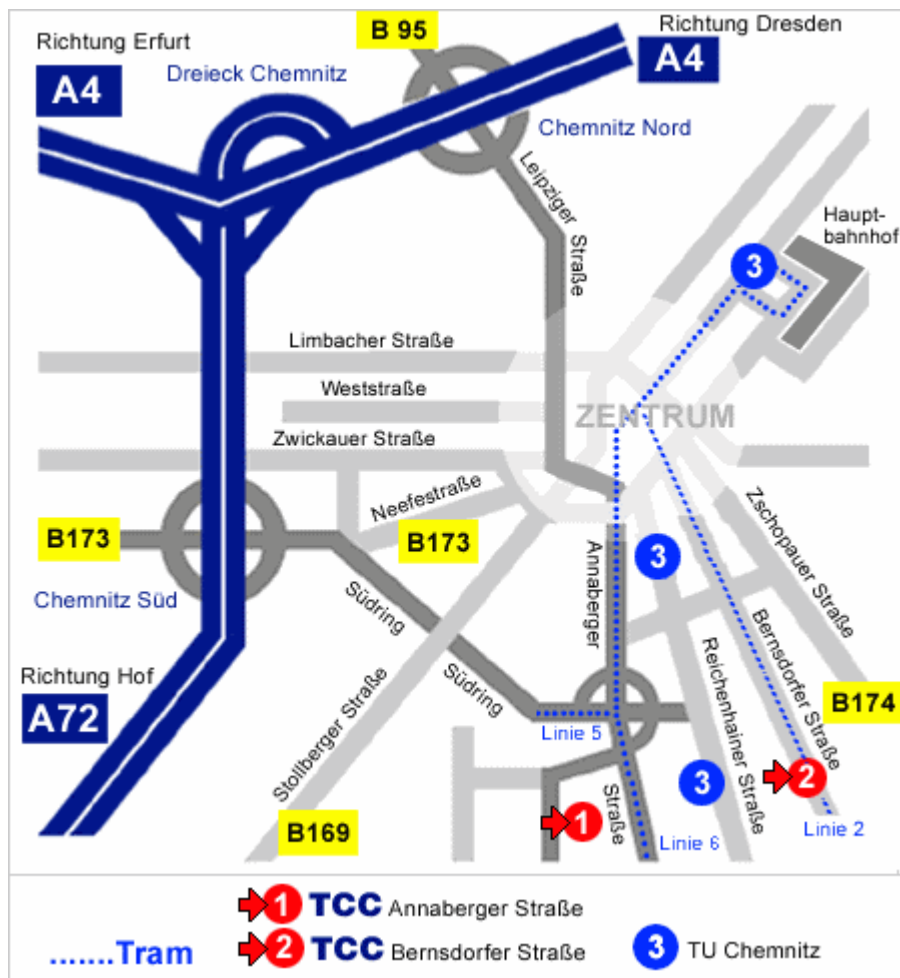 Richtung Erfurt
A4
B 95
Richtung Dresden
A4
Dreieck Chemnitz
Chemnitz Nord
Leipziger
Straße
Haupt-
bahnhof
3
Limbacher Straße
Weststraße
ZENTRUM
Zwickauer Straße
Neefestraße
B173
B173
Chemnitz Süd
Südring
Südring
Annaberger
Straße
3
Zschopauer Straße
Bernsdorfer Straße
Reichenhainer Straße
Richtung Hof
A72
Stollberger Straße
B174
Linie 5
1
3
2
B169
Linie 6
Linie 2
.......Tram
1 TCC Annaberger Straße
2 TCC Bernsdorfer Straße
3 TU Chemnitz